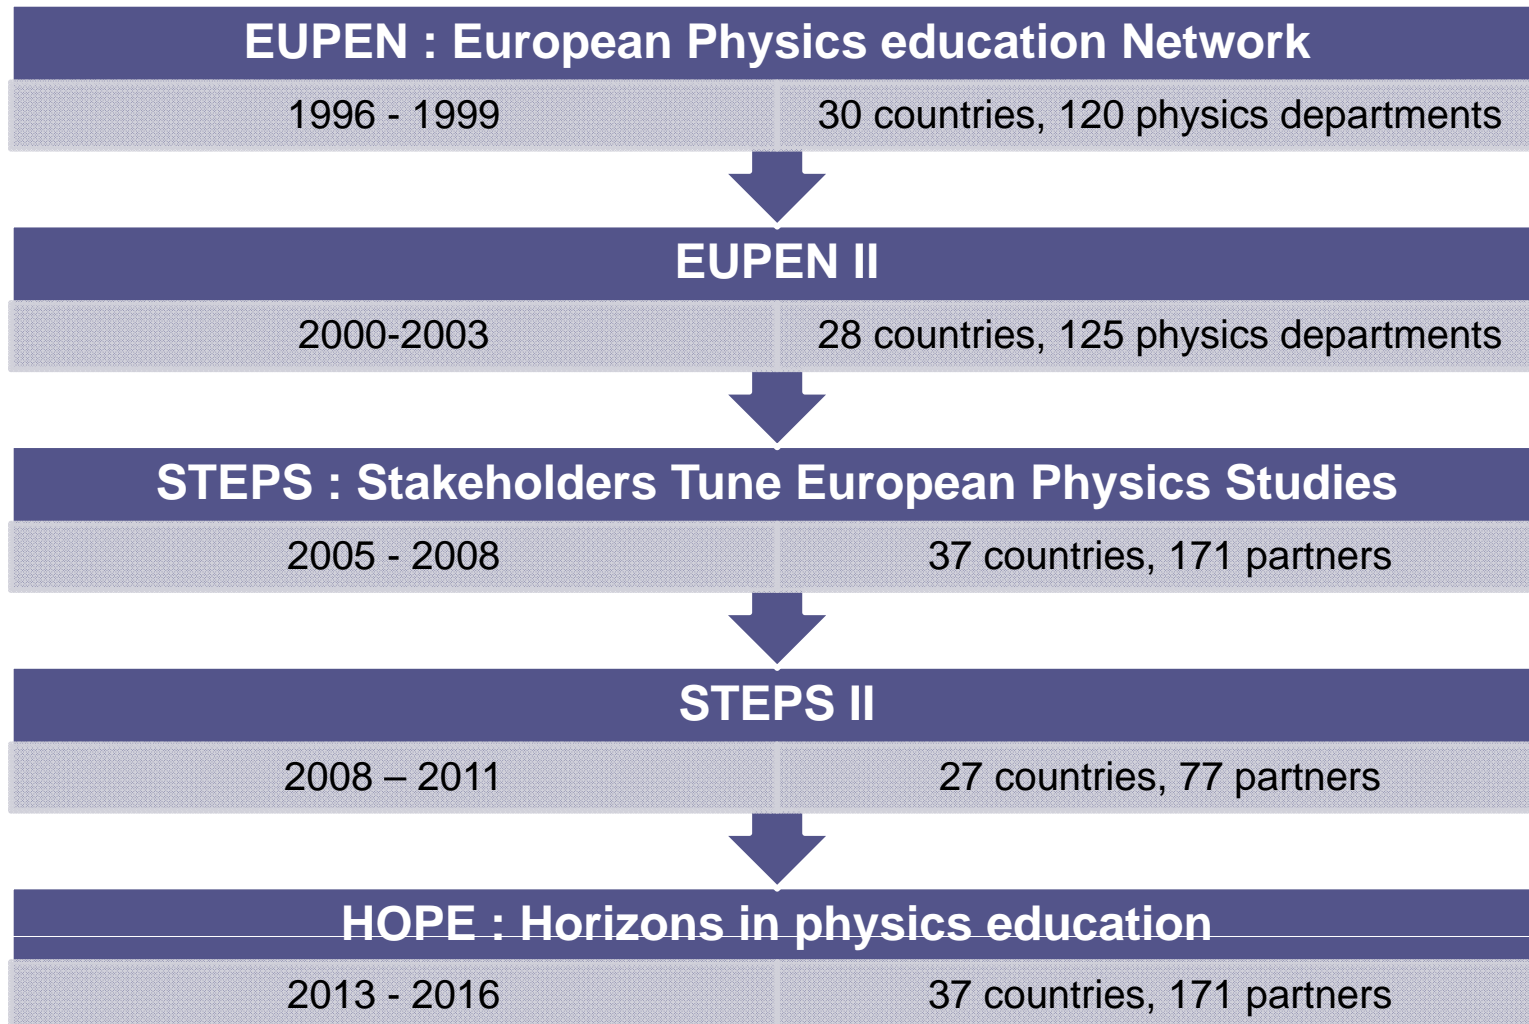 EUPEN : European Physics education Network
1996 - 1999
30 countries, 120 physics departments
EUPEN II
2000-2003
28 countries, 125 physics departments
STEPS : Stakeholders Tune European Physics Studies
2005 - 2008
37 countries, 171 partners
STEPS II
2008 – 2011
27 countries, 77 partners
HOPE : Horizons in physics education
2013 - 2016
37 countries, 171 partners